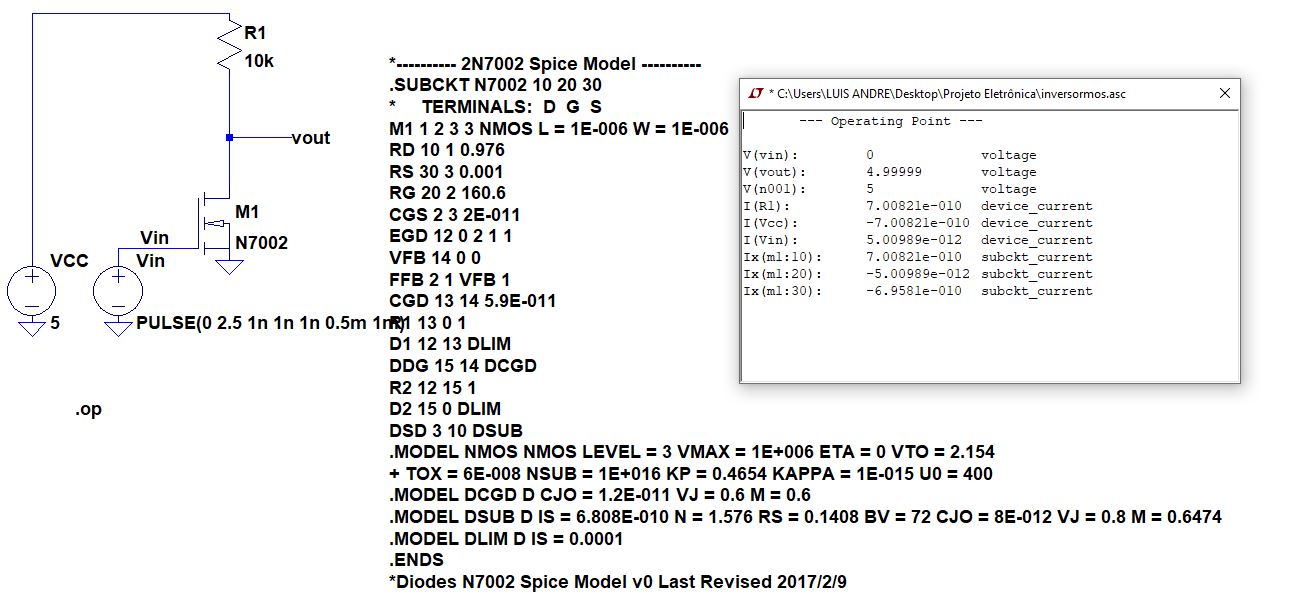 R1
10k
vout
M1
N7002
Vin
VCC
Vin
5
PULSE(0 2.5 1n 1n 1n 0.5m 1m)
.op
*---------- 2N7002 Spice Model ----------
.SUBCKT N7002 10 20 30
* TERMINALS: D G S
M1 1 2 3 3 NMOS L = 1E-006 W = 1E-006
RD 10 1 0.976
RS 30 3 0.001
RG 20 2 160.6
CGS 2 3 2E-011
EGD 12 0 2 1 1
VFB 14 0 0
FFB 2 1 VFB 1
CGD 13 14 5.9E-011
R1 13 0 1
D1 12 13 DLIM
DDG 15 14 DCGD
R2 12 15 1
D2 15 0 DLIM
DSD 3 10 DSUB
.MODEL NMOS NMOS LEVEL = 3 VMAX = 1E+006 ETA = 0 VTO = 2.154
+ TOX = 6E-008 NSUB = 1E+016 KP = 0.4654 KAPPA = 1E-015 U0 = 400
.MODEL DCGD D CJO = 1.2E-011 VJ = 0.6 M = 0.6
.MODEL DSUB D IS = 6.808E-010 N = 1.576 RS = 0.1408 BV = 72 CJO = 8E-012 VJ = 0.8 M = 0.6474
.MODEL DLIM D IS = 0.0001
.ENDS
*Diodes N7002 Spice Model v0 Last Revised 2017/2/9
* C:\Users\LUIS ANDRE\Desktop\Projeto Eletrônica\inversormos.asc
--- Operating Point ---
V(vin): 0 voltage
V(vout): 4.99999 voltage
V(n001): 5 voltage
I(R1): 7.00821e-010 device_current
I(Vcc): -7.00821e-010 device_current
I(Vin): 5.00989e-012 device_current
Ix(m1:10): 7.00821e-010 subckt_current
Ix(m1:20): -5.00989e-012 subckt_current
Ix(m1:30): -6.9581e-010 subckt_current